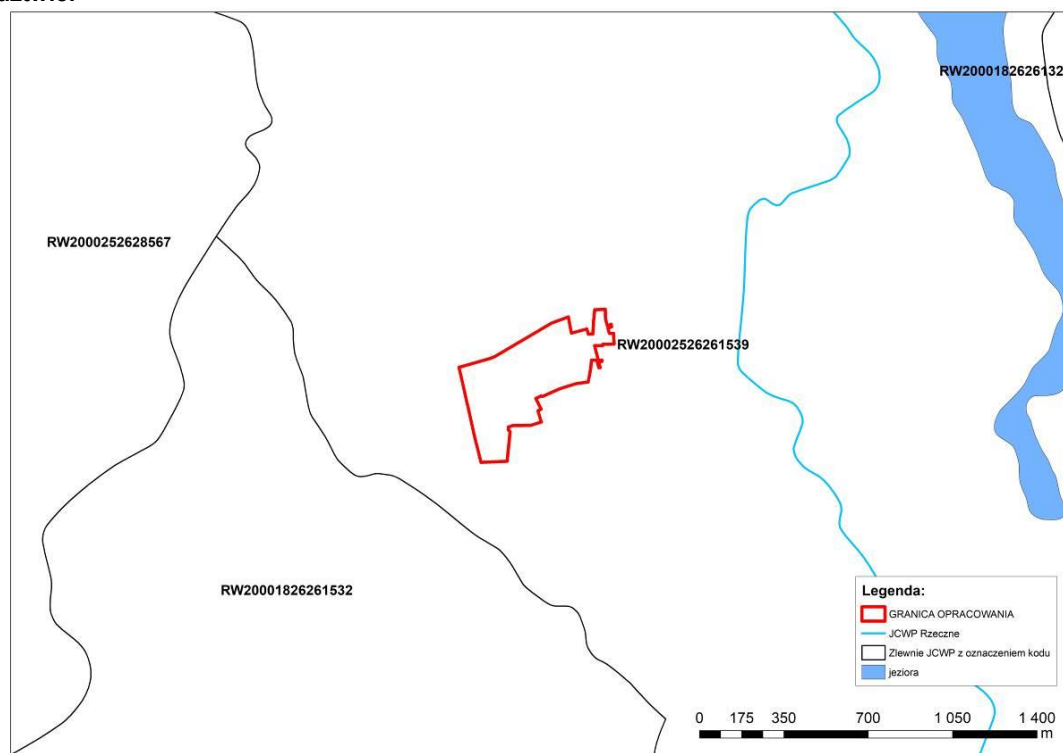 RW2000182626132
RW2000252628567
RW20002526261539
RW20001826261532
Legenda:
GRANICA OPRACOWANIA
JCWP Rzeczne
Zlewnie JCWP z oznaczeniem kodu
jeziora
0 175 350 700 1 050 1 400
m